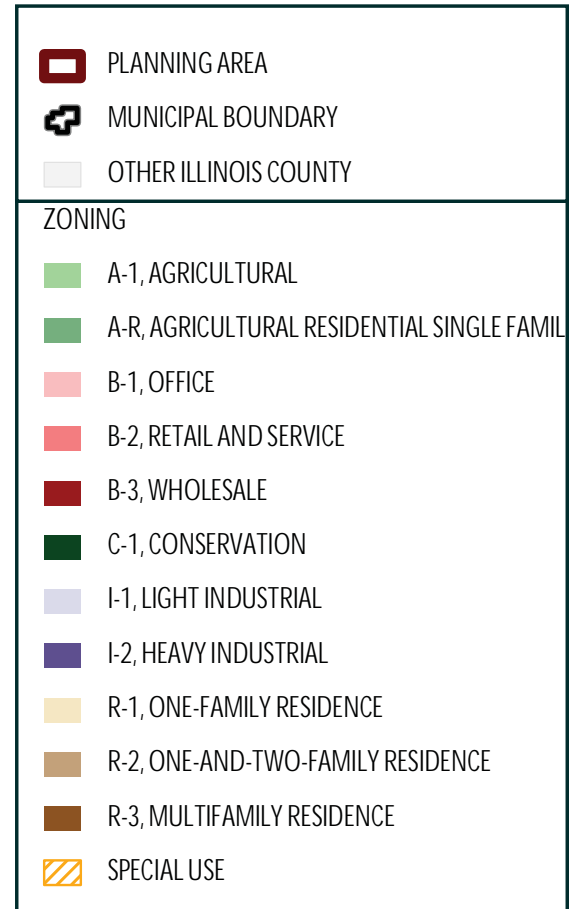 PLANNING AREA
MUNICIPAL BOUNDARY
OTHER ILLINOIS COUNTY
ZONING
A-1, AGRICULTURAL
A-R, AGRICULTURAL RESIDENTIAL SINGLE FAMIL
B-1, OFFICE
B-2, RETAIL AND SERVICE
B-3, WHOLESALE
C-1, CONSERVATION
I-1, LIGHT INDUSTRIAL
I-2, HEAVY INDUSTRIAL
R-1, ONE-FAMILY RESIDENCE
R-2, ONE-AND-TWO-FAMILY RESIDENCE
R-3, MULTIFAMILY RESIDENCE
SPECIAL USE